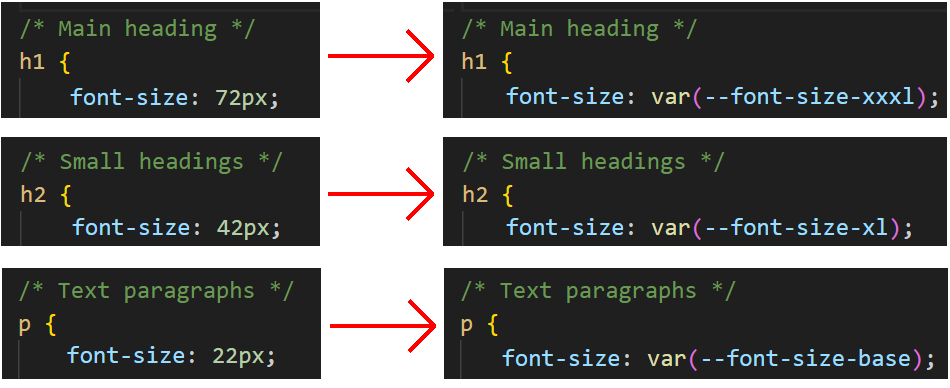 /* Main heading */
h1 {
font-size: 72px;
/* Main heading */
h1 {
font-size: var(--font-size-xxxl);
/* Small headings */
h2 {
font-size: 42px;
/* Small headings */
h2 {
font-size: var(--font-size-xl);
/* Text paragraphs */
p {
font-size: 22px;
/* Text paragraphs */
p {
font-size: var(--font-size-base);